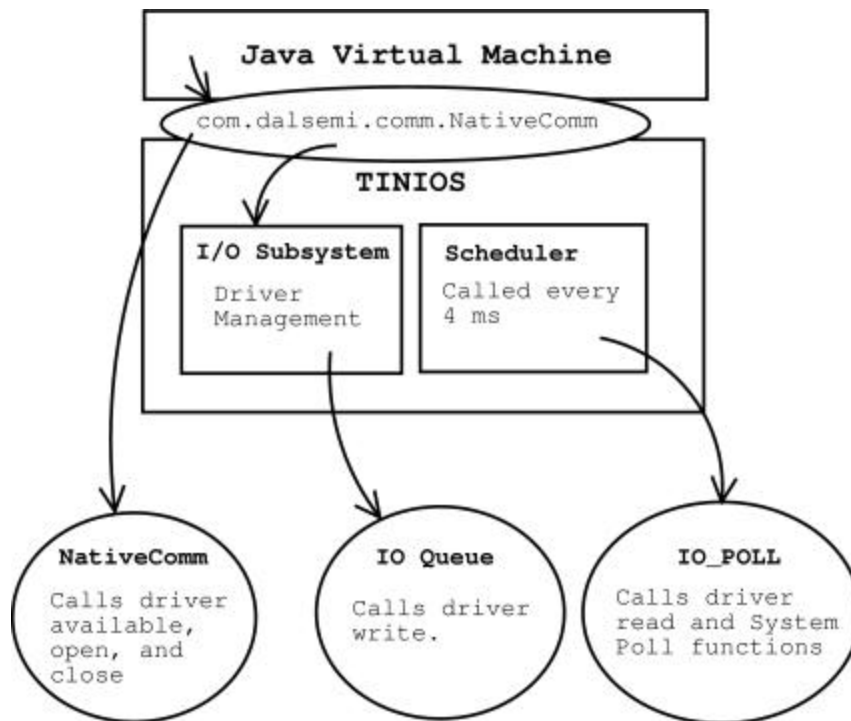 Java Virtual Machine
com.dalsemi.comm.NativeComm
TINIOS
I/O Subsystem
Driver
Management
Scheduler
Called every
4 ms
NativeComm
Calls driver
available,
open, and
close
IO Queue
Calls driver
write.
IO_POLL
Calls driver
read and System
Poll functions